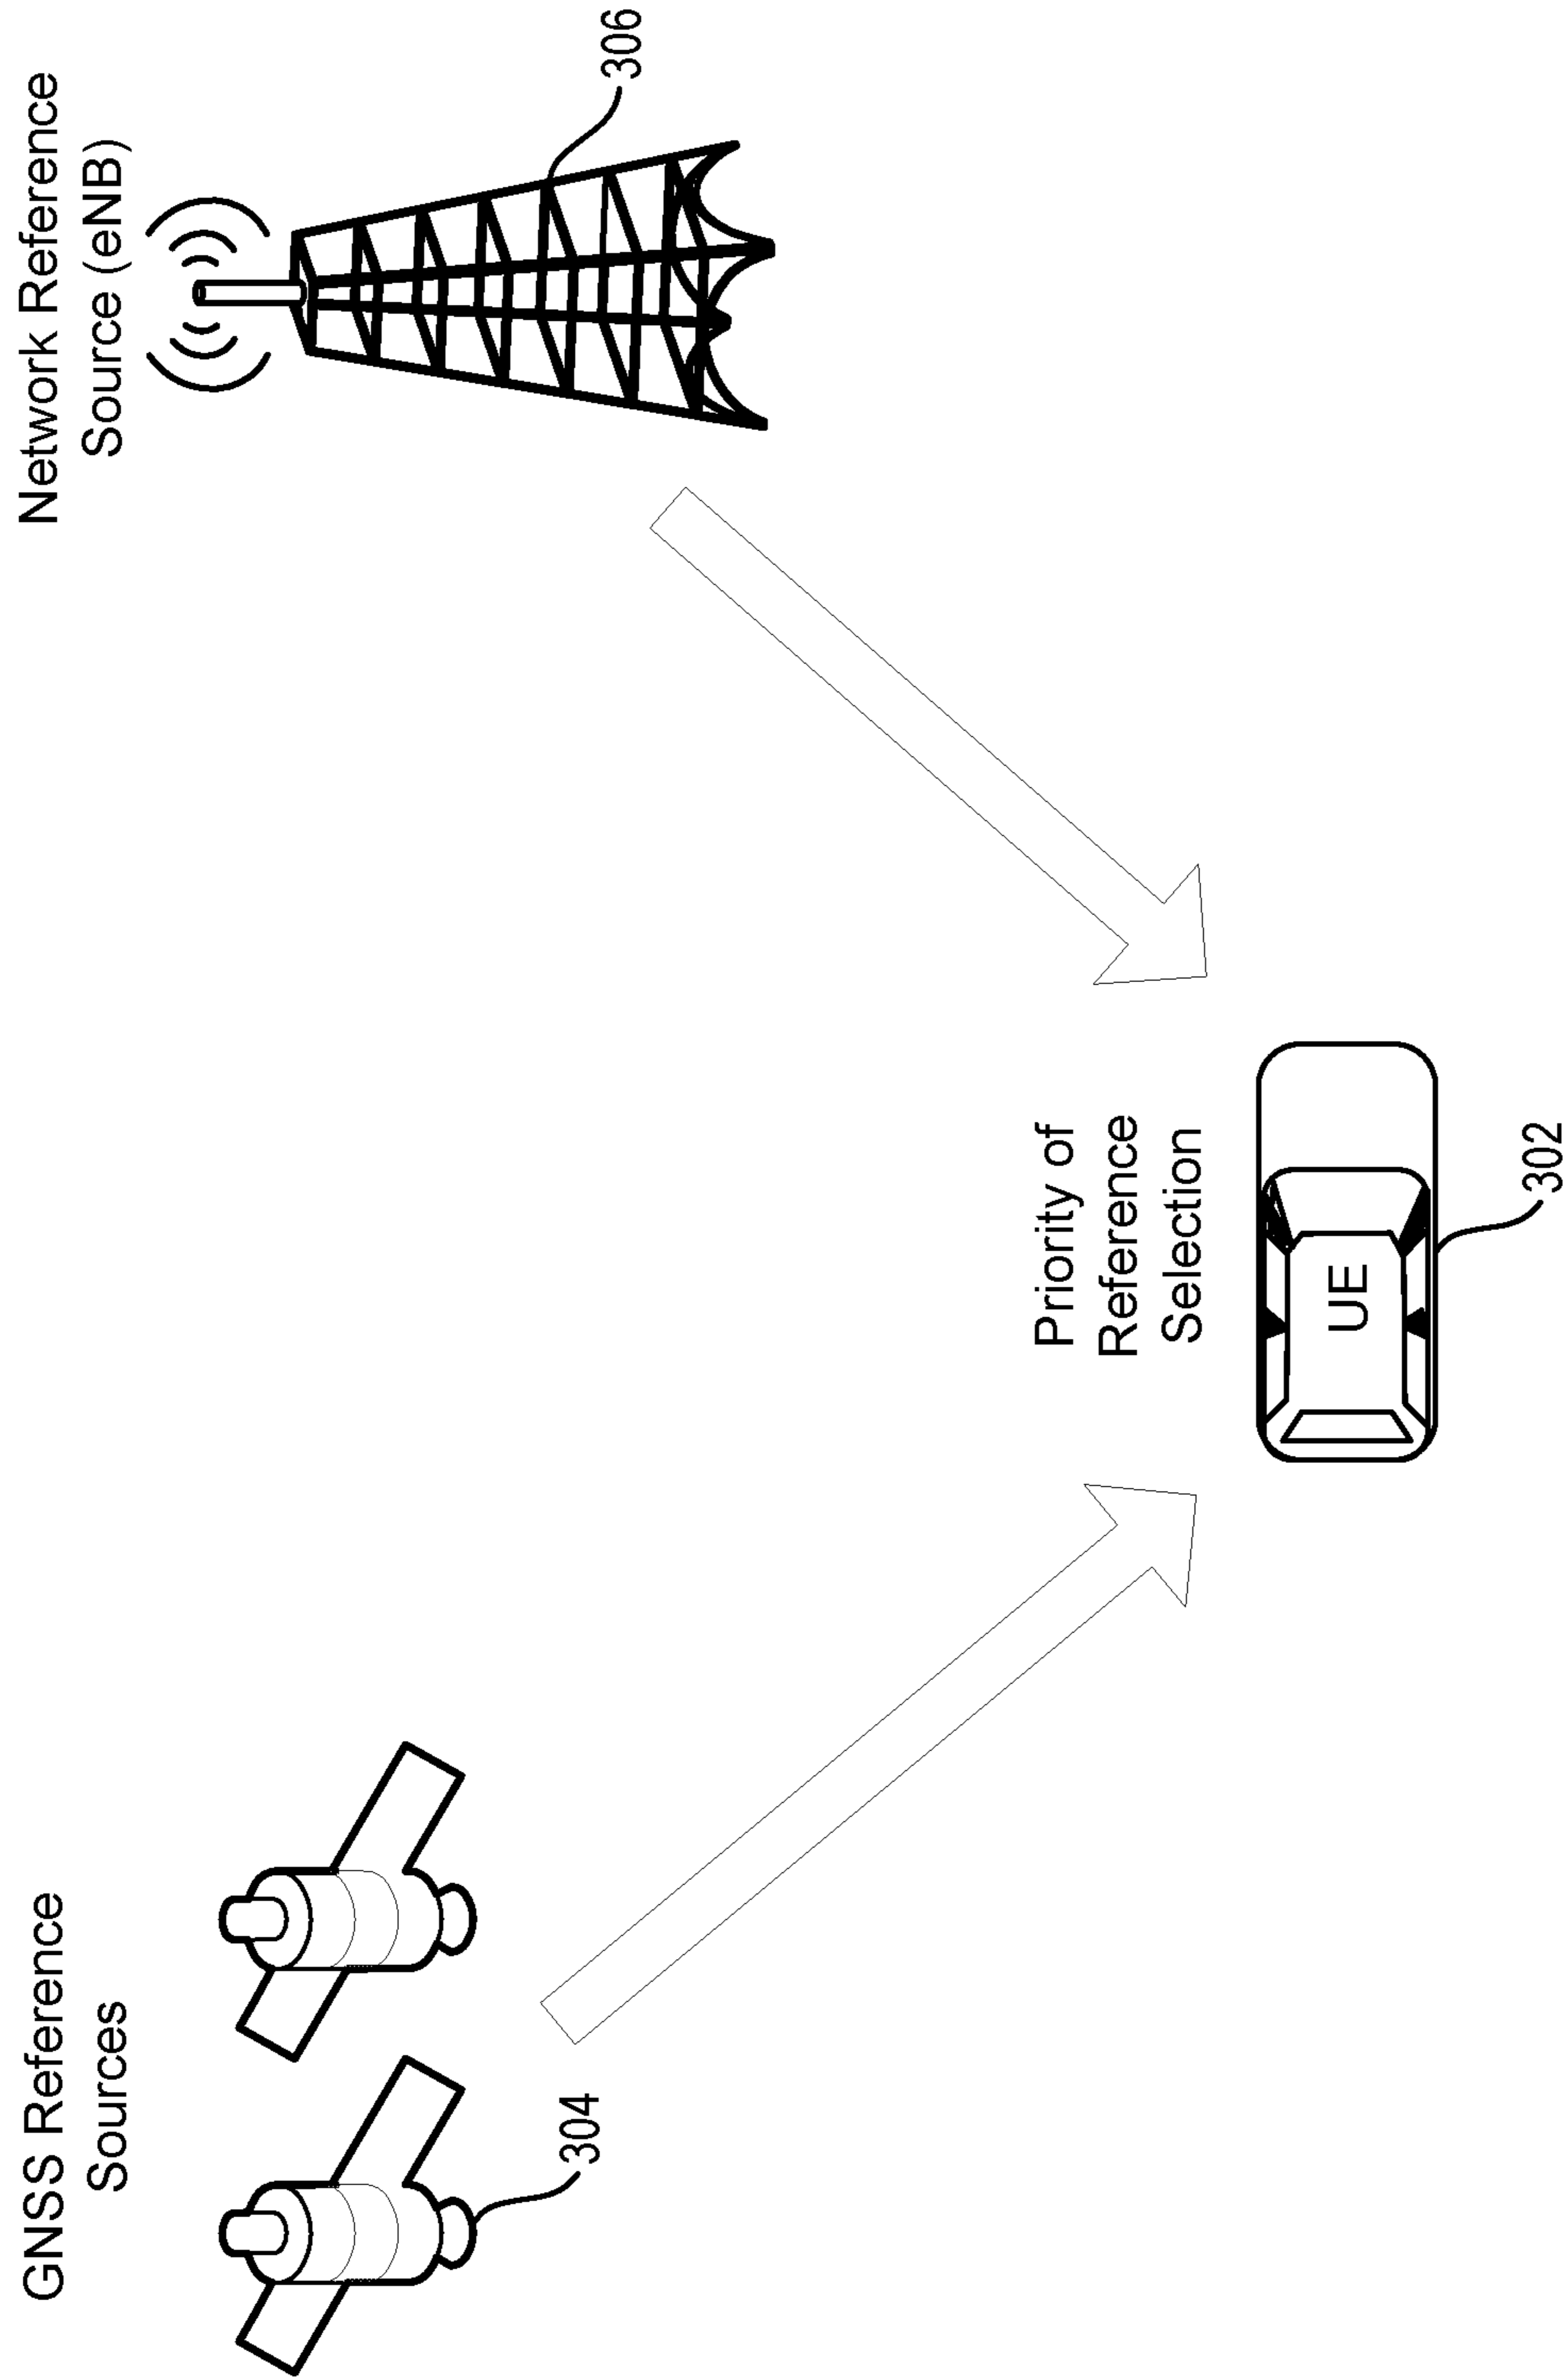 GNSS Reference
Sources
304
Network Reference
Source (eNB)
306
Priority of
Reference
Selection
UE
302